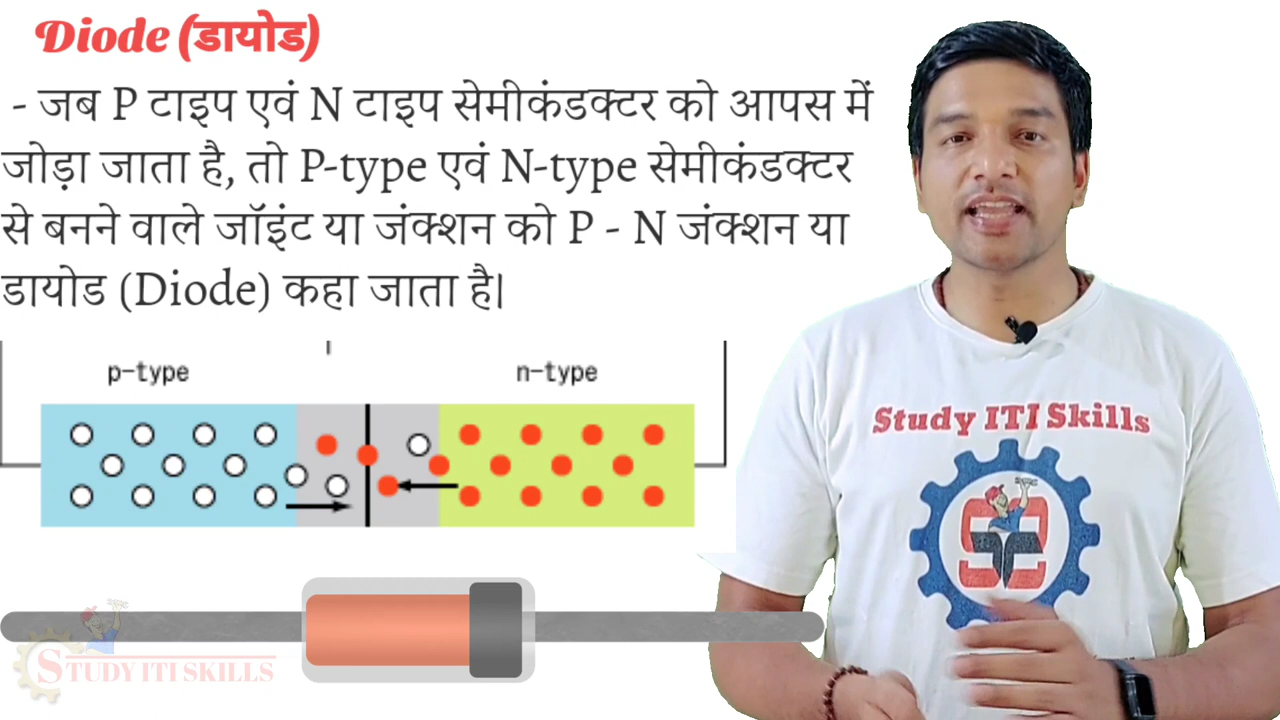 Diode (डायोड)
- जब P टाइप एवं N टाइप सेमीकंडक्टर को आपस में
जोड़ा जाता है, तो P-type एवं N-type सेमीकंडक्टर
से बनने वाले जॉइंट या जंक्शन को P - N जंक्शन या
डायोड (Diode) कहा जाता है।
p-type
n-type
Study ITI Skills
STUDY ITI SKILLS